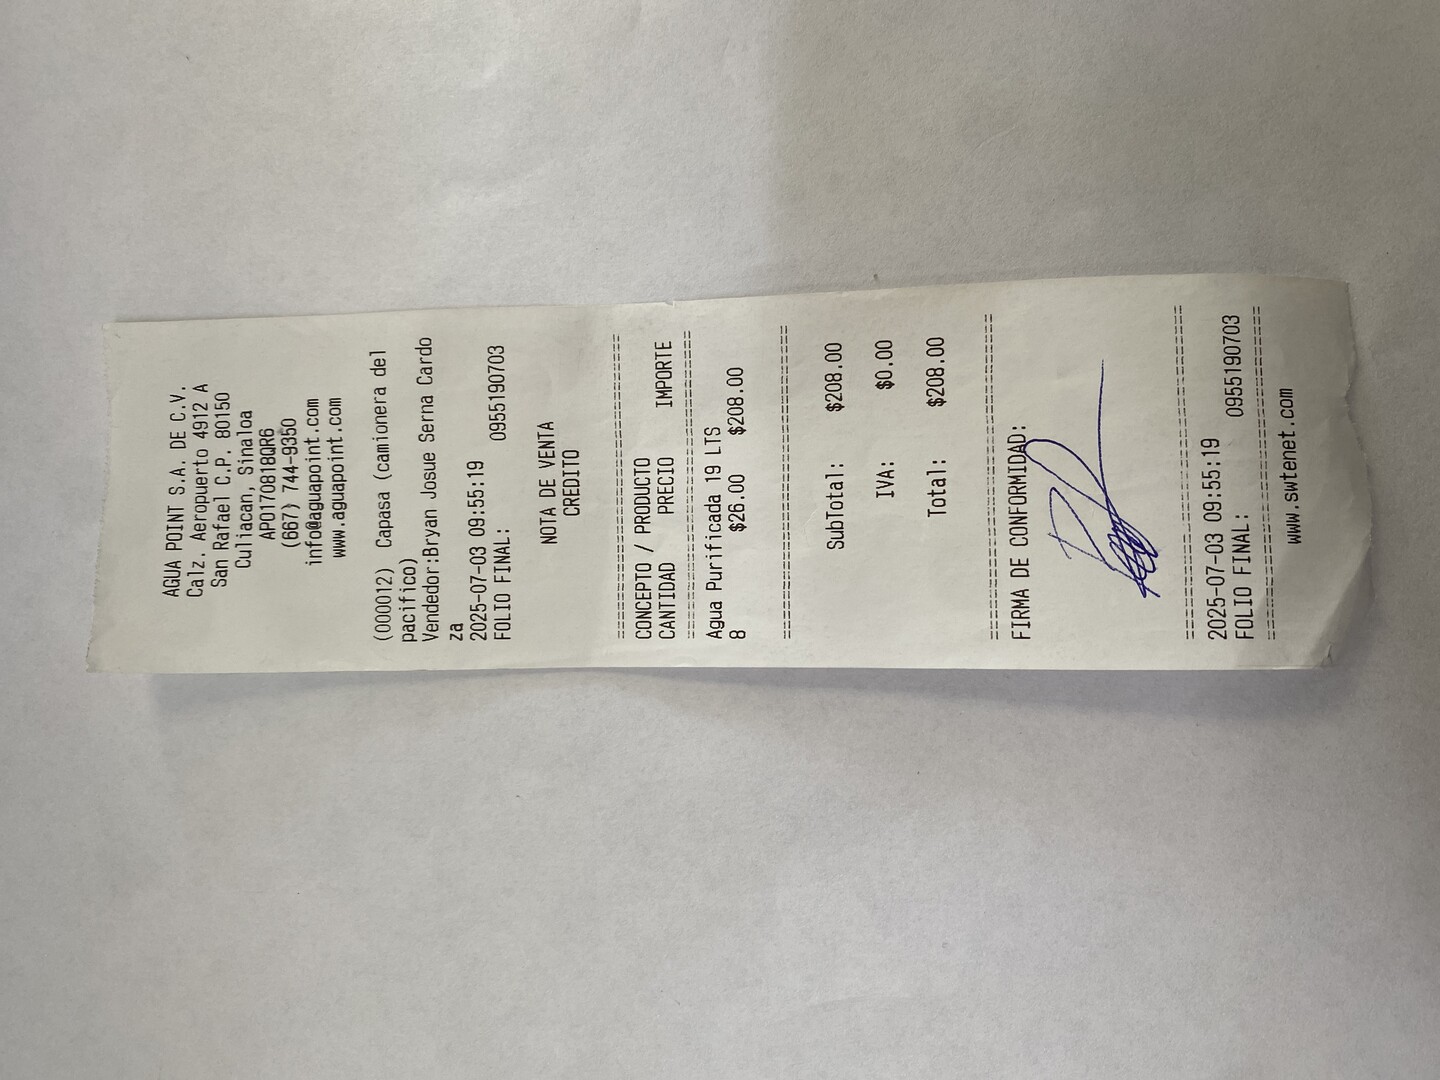 AGUA POINT S.A. DE C.V.
Calz. Aeropuerto 4912 A
San Rafael C.P. 80150
Culiacan, Sinaloa
APO170818QR6
(667) 744-9350
info@aguapoint.com
www.aguapoint.com
(000012) Capasa (camionera del
pacifico)
Vendedor:Bryan Josue Serna Cardo
za
2025-07-03 09:55:19
FOLIO FINAL: 0955190703
NOTA DE VENTA
CREDITO
================================
CONCEPTO / PRODUCTO
CANTIDAD PRECIO IMPORTE
================================
Agua Purificada 19 LTS
8 $26.00 $208.00
================================
SubTotal: $208.00
IVA: $0.00
Total: $208.00
================================
FIRMA DE CONFORMIDAD:
================================
2025-07-03 09:55:19
FOLIO FINAL: 0955190703
================================
www.swtenet.com